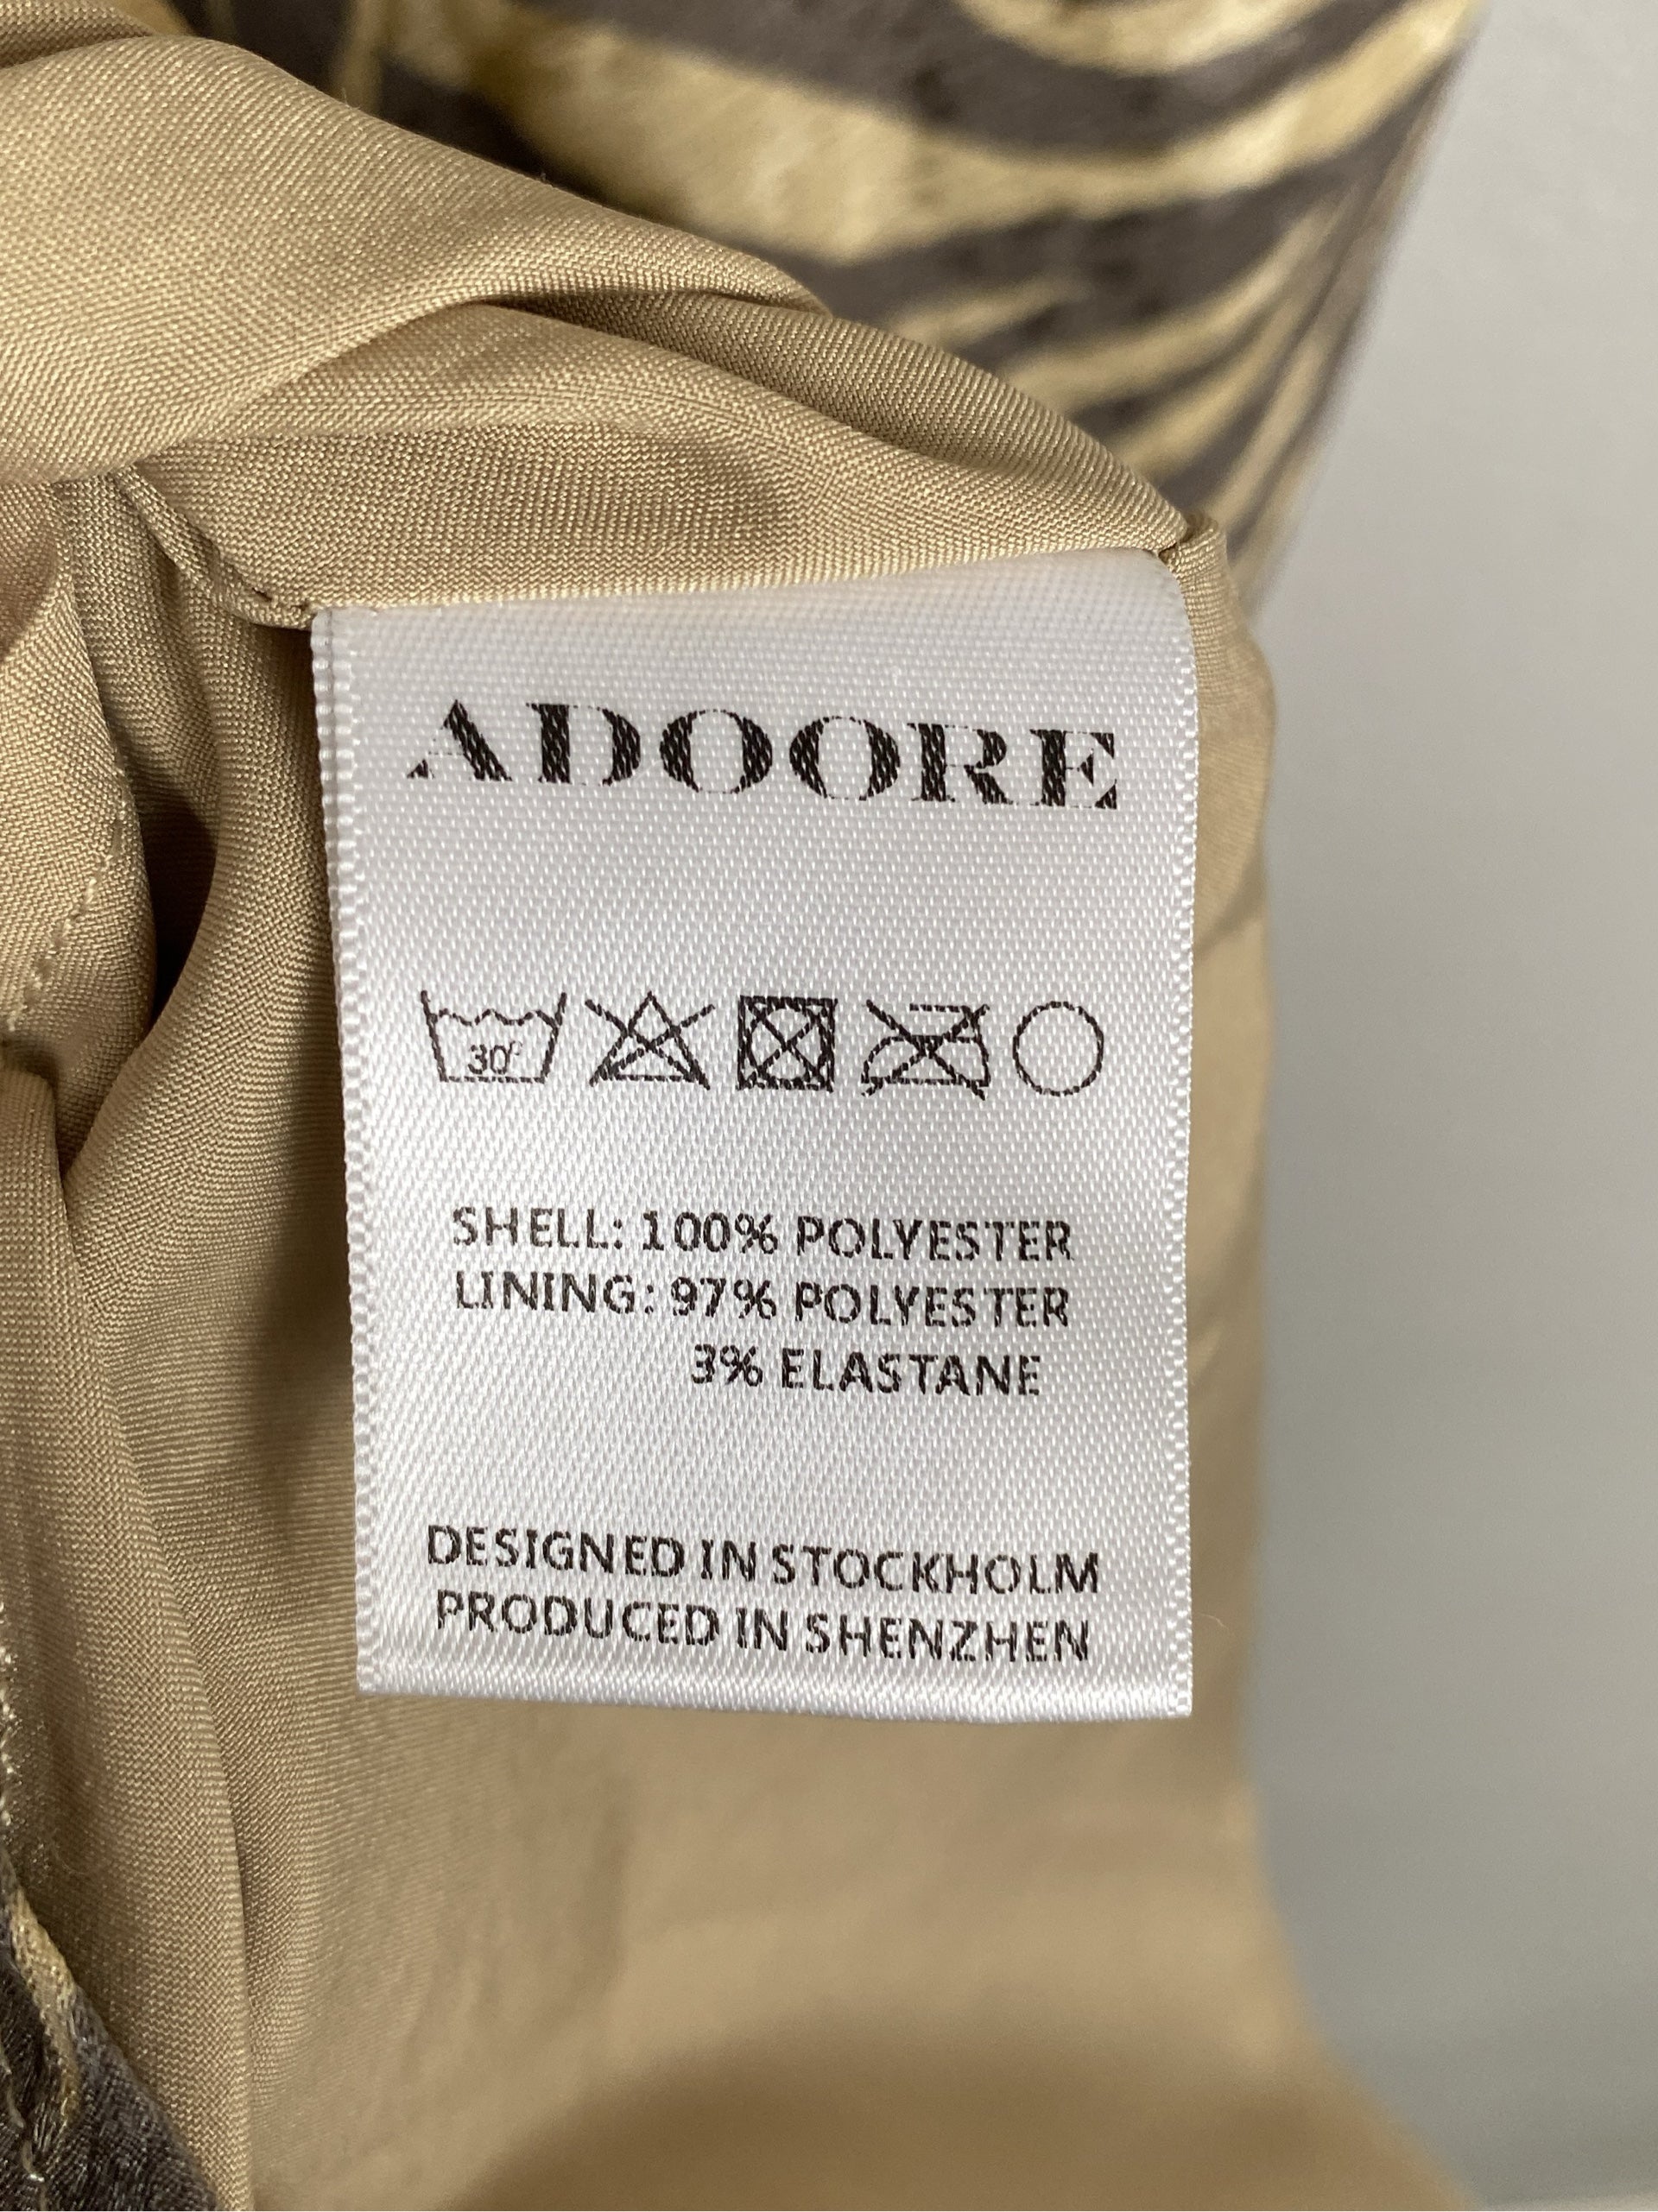 ADOORE
30°
SHELL: 100% POLYESTER
LINING: 97% POLYESTER
3% ELASTANE
DESIGNED IN STOCKHOLM
PRODUCED IN SHENZHEN